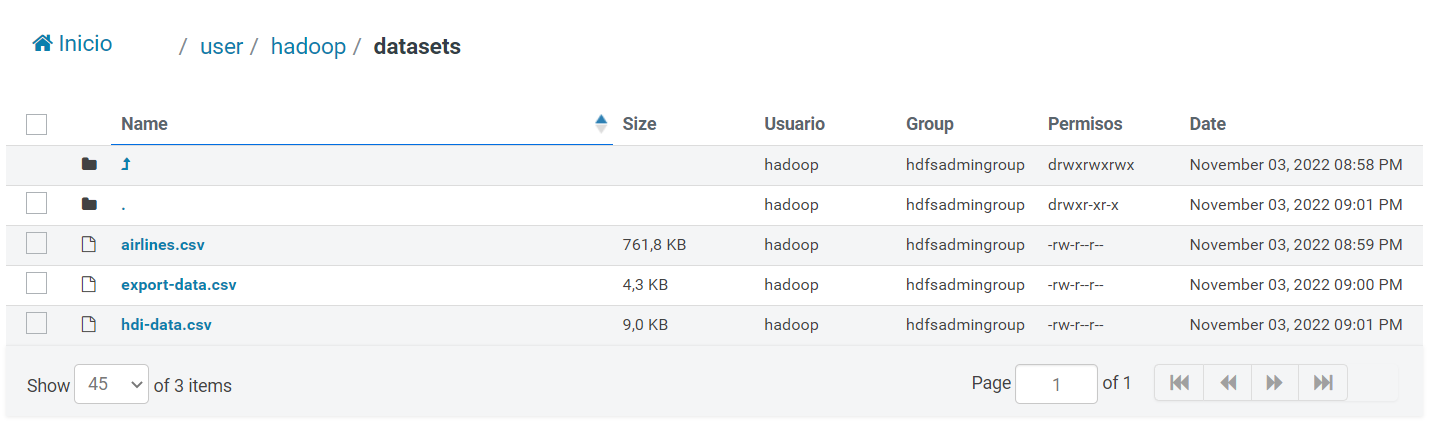 Inicio / user / hadoop / datasets
Name Size Usuario Group Permisos Date
hadoop hdfsadmingroup drwxrwxrwx November 03, 2022 08:58 PM
. hadoop hdfsadmingroup drwxr-xr-x November 03, 2022 09:01 PM
airlines.csv 761,8 KB hadoop hdfsadmingroup -rw-r--r-- November 03, 2022 08:59 PM
export-data.csv 4,3 KB hadoop hdfsadmingroup -rw-r--r-- November 03, 2022 09:00 PM
hdi-data.csv 9,0 KB hadoop hdfsadmingroup -rw-r--r-- November 03, 2022 09:01 PM
Show 45 of 3 items Page 1 of 1